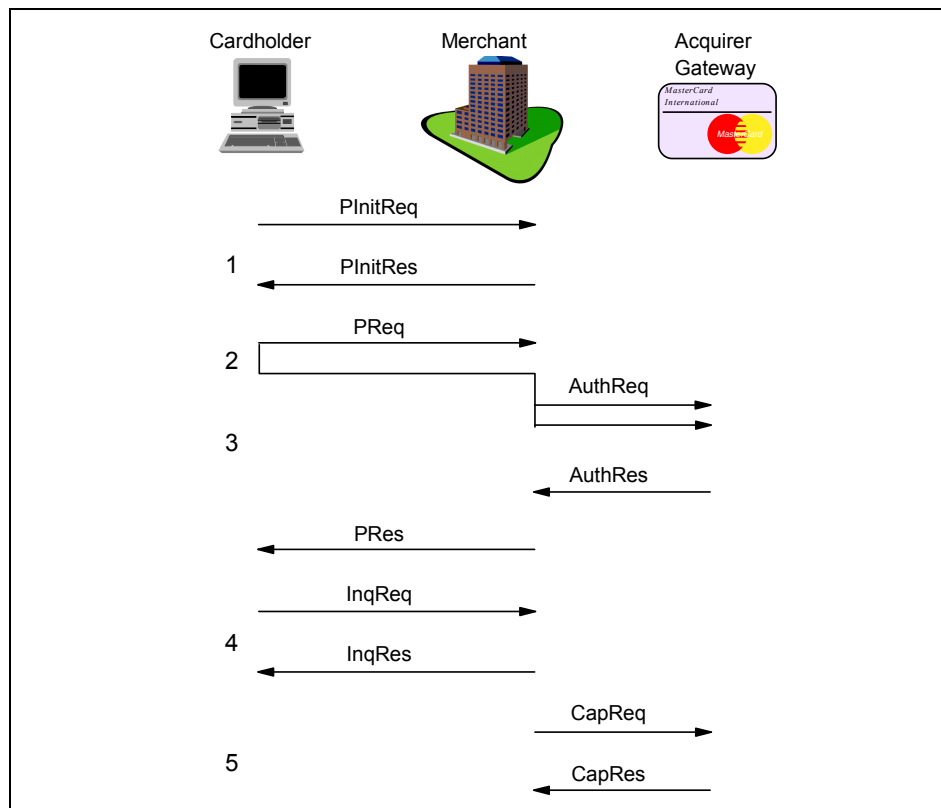 Cardholder
Merchant
Acquirer
Gateway
MasterCard
International
MasterCard
PInitReq
1
PInitRes
PReq
2
AuthReq
3
AuthRes
PRes
InqReq
4
InqRes
CapReq
5
CapRes